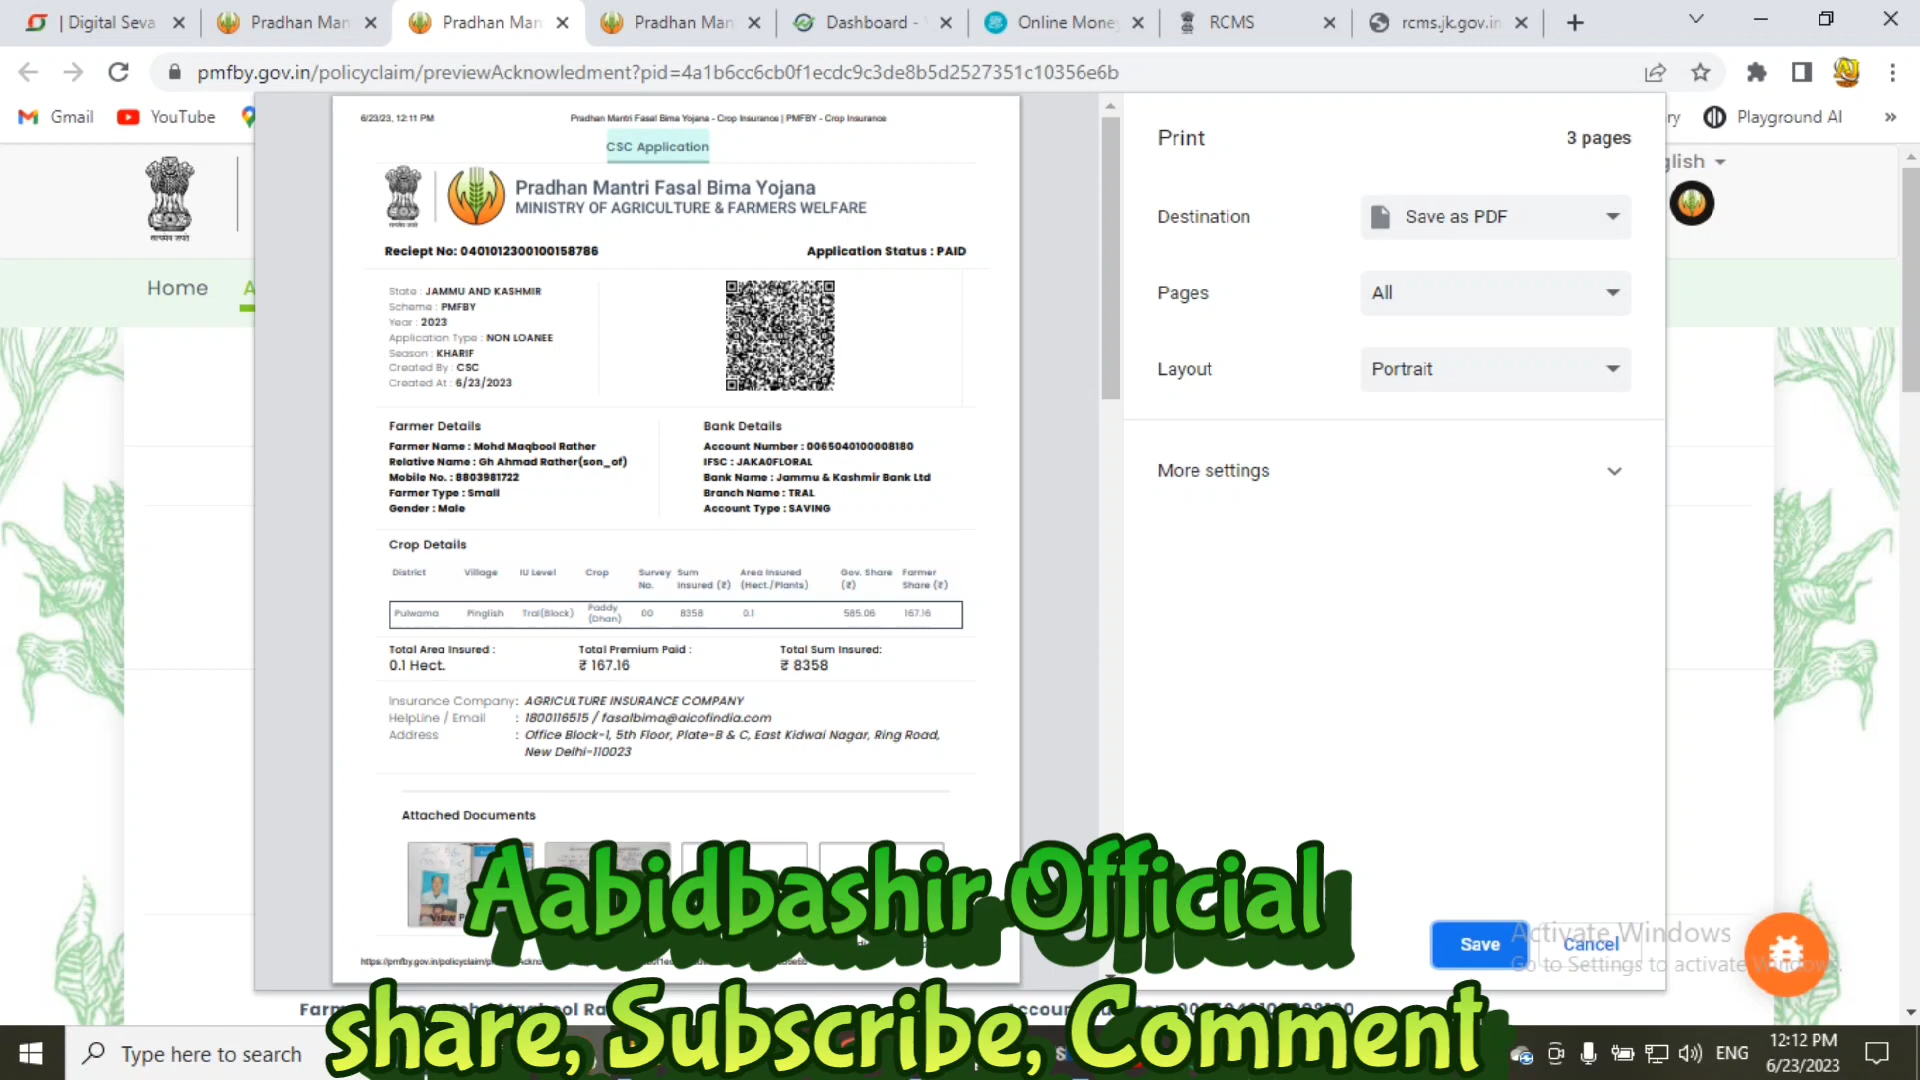 | Digital Seva
Pradhan Man
Pradhan Man
Pradhan Man
Dashboard -
Online Money
RCMS
rcms.jk.gov.in
pmfby.gov.in/policyclaim/previewAcknowledment?pid=4a1b6cc6cb0f1ecdc9c3de8b5d2527351c10356e6b
Gmail
YouTube
Playground AI
»
6/23/23, 12:11 PM
Pradhan Mantri Fasal Bima Yojana - Crop Insurance | PMFBY - Crop Insurance
CSC Application
Pradhan Mantri Fasal Bima Yojana
MINISTRY OF AGRICULTURE & FARMERS WELFARE
Reciept No: 04010123001001587​86
Application Status : PAID
State : JAMMU AND KASHMIR
Scheme : PMFBY
Year : 2023
Application Type : NON LOANEE
Season : KHARIF
Created By : CSC
Created At : 6/23/2023
Farmer Details
Farmer Name : Mohd Maqbool Rather
Relative Name : Gh Ahmad Rather(son_of)
Mobile No. : 8803981722
Farmer Type : Small
Gender : Male
Bank Details
Account Number : 0065040100008180
IFSC : JAKA0FLORAL
Bank Name : Jammu & Kashmir Bank Ltd
Branch Name : TRAL
Account Type : SAVING
Crop Details
District Village IU Level Crop Survey No. Sum Insured (₹) Area Insured (Hect./Plants) Gov. Share (₹) Farmer Share (₹)
Pulwama Pinglish Tral(Block) Paddy (Dhan) 00 8358 0.1 585.06 167.16
Total Area Insured :
0.1 Hect.
Total Premium Paid :
₹ 167.16
Total Sum Insured:
₹ 8358
Insurance Company: AGRICULTURE INSURANCE COMPANY
HelpLine / Email : 1800116515 / fasalbima@aicofindia.com
Address : Office Block-1, 5th Floor, Plate-B & C, East Kidwai Nagar, Ring Road,
New Delhi-110023
Attached Documents
Print
3 pages
Destination
Save as PDF
Pages
All
Layout
Portrait
More settings
Save
Cancel
Activate Windows
Go to Settings to activate Windows.
सत्यमेव जयते
Home
Aabidbashir Official
share, Subscribe, Comment
Type here to search
ENG
12:12 PM
6/23/2023